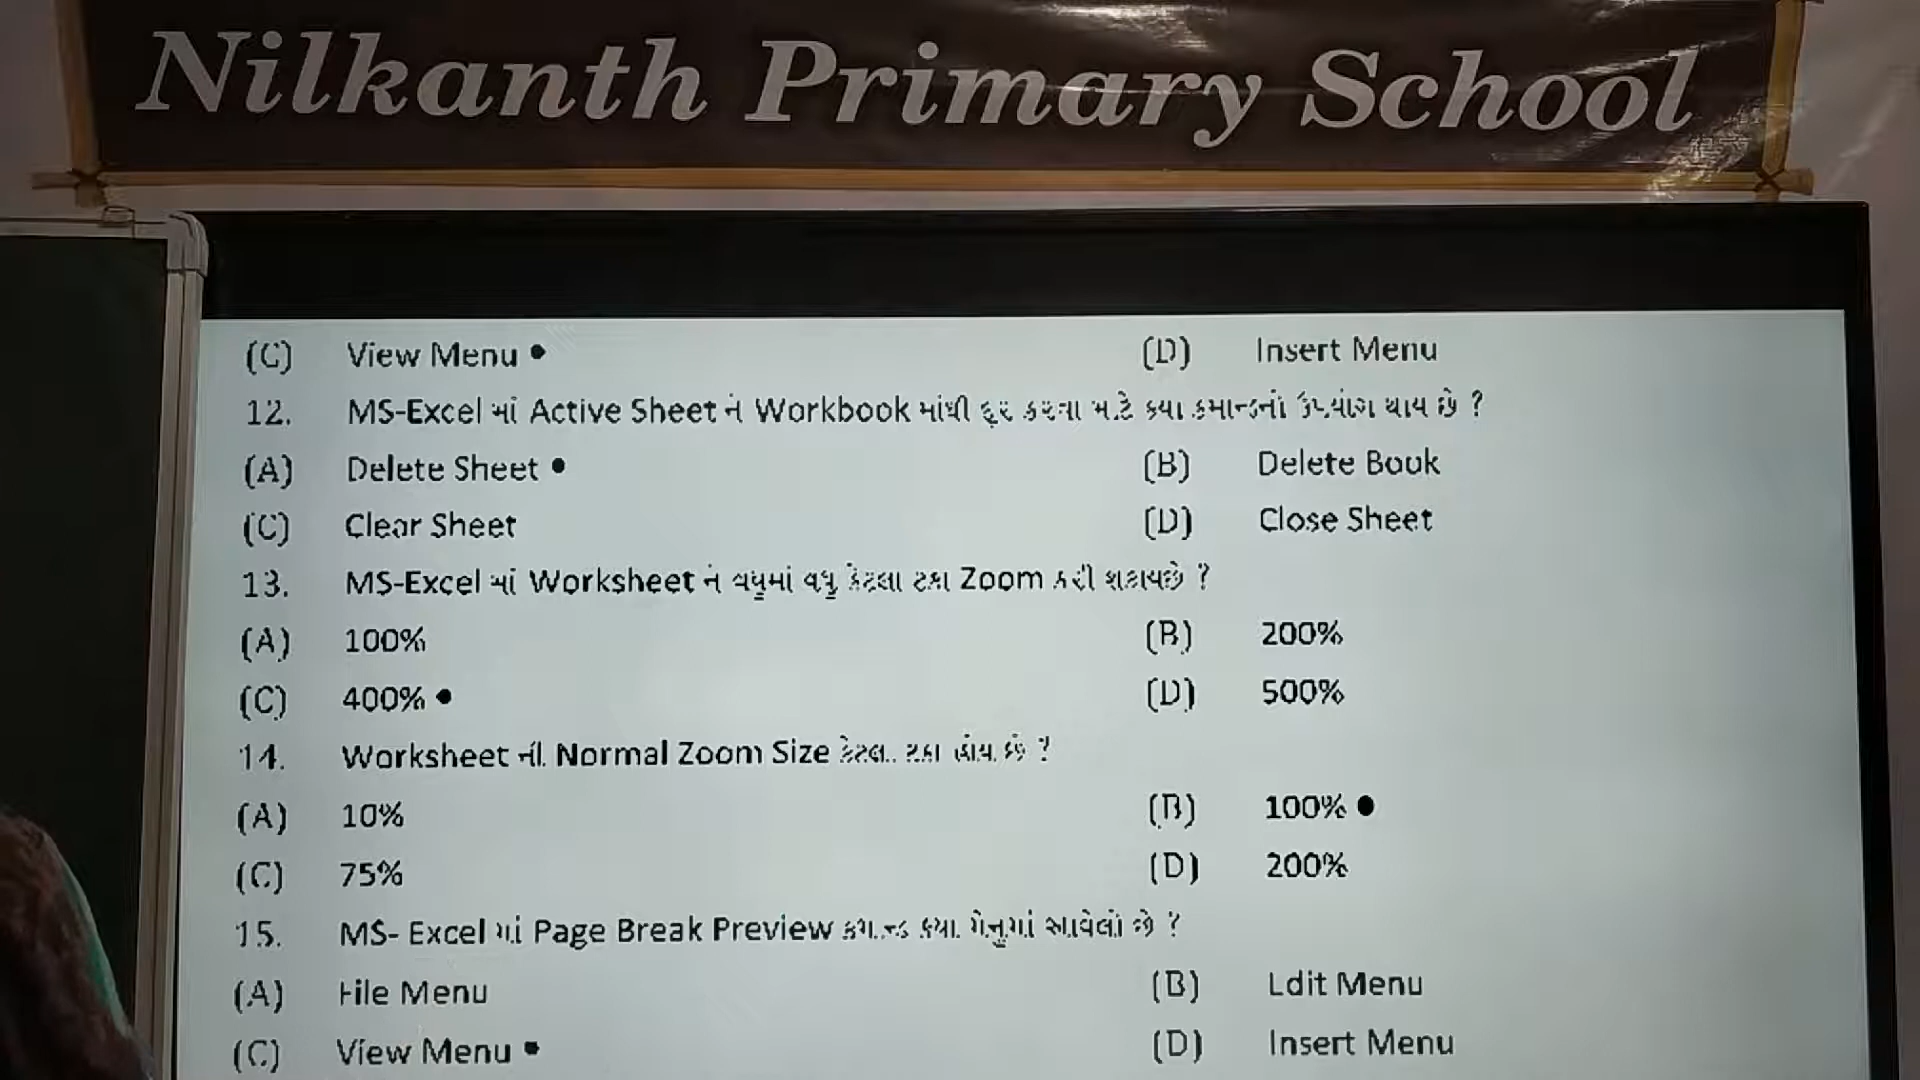 Nilkanth Primary School
(C) View Menu • (D) Insert Menu
12. MS-Excel માં Active Sheet ને Workbook માંથી દૂર કરવા માટે ક્યા કમાન્ડનો ઉપયોગ થાય છે ?
(A) Delete Sheet • (B) Delete Book
(C) Clear Sheet (D) Close Sheet
13. MS-Excel માં Worksheet ને વધુમાં વધુ કેટલા ટકા Zoom કરી શકાયછે ?
(A) 100% (B) 200%
(C) 400% • (D) 500%
14. Worksheet ની Normal Zoom Size કેટલા ટકા હોય છે ?
(A) 10% (B) 100% •
(C) 75% (D) 200%
15. MS- Excel માં Page Break Preview કમાન્ડ ક્યા મેનૂમાં આવેલો છે ?
(A) File Menu (B) Edit Menu
(C) View Menu • (D) Insert Menu